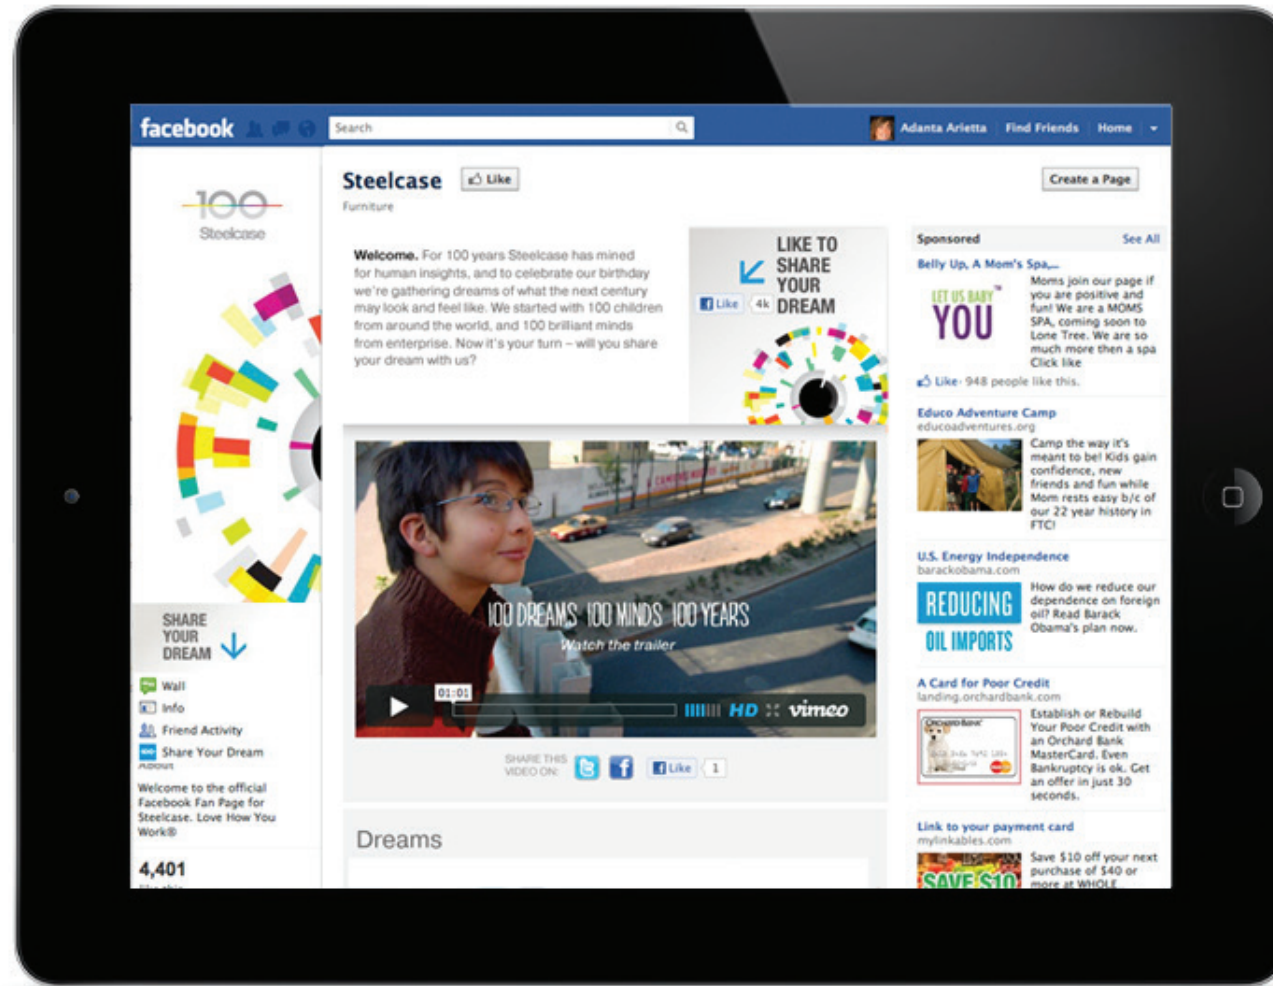 facebook
Search
Adanta Arietta
Find Friends
Home
100
Steelcase
SHARE
YOUR
DREAM
Wall
Info
Friend Activity
Share Your Dream
About
Welcome to the official
Facebook Fan Page for
Steelcase. Love How You
Work®
4,401
like this
Steelcase
Like
Create a Page
Furniture
Welcome. For 100 years Steelcase has mined
for human insights, and to celebrate our birthday
we're gathering dreams of what the next century
may look and feel like. We started with 100 children
from around the world, and 100 brilliant minds
from enterprise. Now it's your turn – will you share
your dream with us?
LIKE TO
SHARE
YOUR
DREAM
Like 4k
100 DREAMS 100 MINDS 100 YEARS
Watch the trailer
01:01
HD vimeo
SHARE THIS
VIDEO ON:
Like 1
Dreams
Sponsored
See All
Belly Up, A Mom's Spa,...
LET US BABY
YOU
TM
Moms join our page if
you are positive and
fun! We are a MOMS
SPA, coming soon to
Lone Tree. We are so
much more then a spa
Click like
Like · 948 people like this.
Educo Adventure Camp
educoadventures.org
Camp the way it's
meant to be! Kids gain
confidence, new
friends and fun while
Mom rests easy b/c of
our 22 year history in
FTC!
U.S. Energy Independence
barackobama.com
REDUCING
OIL IMPORTS
How do we reduce our
dependence on foreign
oil? Read Barack
Obama's plan now.
A Card for Poor Credit
landing.orchardbank.com
ORCHARD BANK
Establish or Rebuild
Your Poor Credit with
an Orchard Bank
MasterCard. Even
Bankruptcy is ok. Get
an offer in just 30
seconds.
Link to your payment card
mylinkables.com
SAVE $10
Save $10 off your next
purchase of $40 or
more at WHOLE